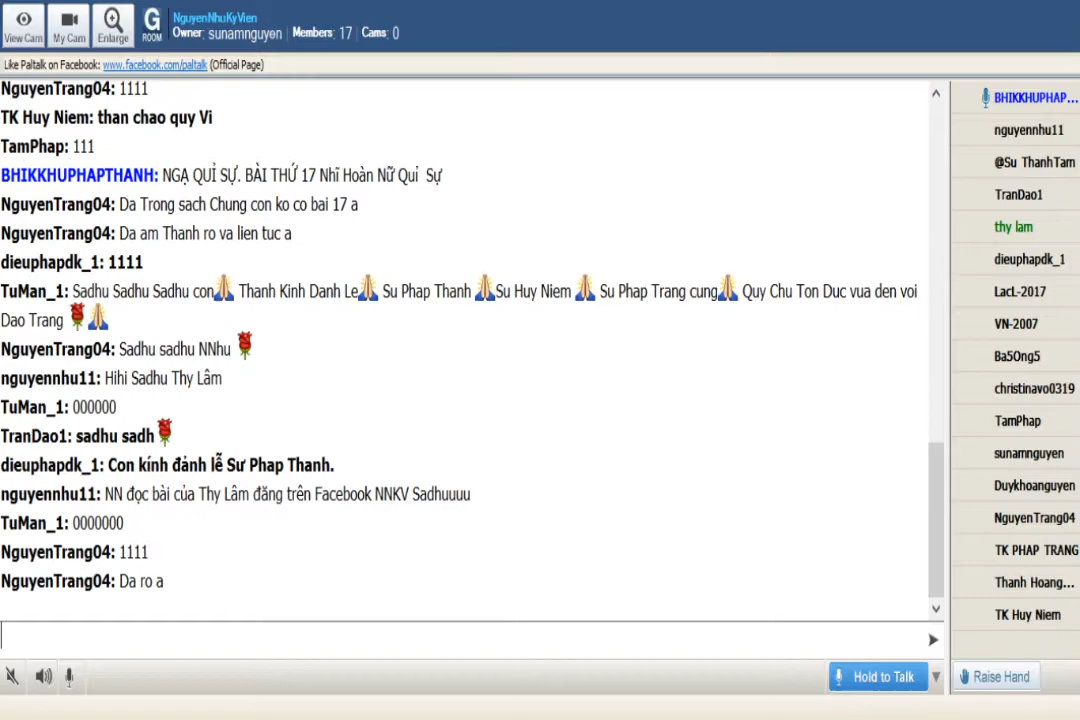 View Cam
My Cam
Enlarge
G
ROOM
NguyenNhuKyVien
Owner: sunamnguyen | Members: 17 | Cams: 0
Like Paltalk on Facebook: www.facebook.com/paltalk (Official Page)
NguyenTrang04: 1111
TK Huy Niem: than chao quy Vi
TamPhap: 111
BHIKKHUPHAPTHANH: NGẠ QUỈ SỰ. BÀI THỨ 17 Nhĩ Hoàn Nữ Quỉ Sự
NguyenTrang04: Da Trong sach Chung con ko co bai 17 a
NguyenTrang04: Da am Thanh ro va lien tuc a
dieuphapdk_1: 1111
TuMan_1: Sadhu Sadhu Sadhu con🙏 Thanh Kinh Danh Le🙏 Su Phap Thanh 🙏Su Huy Niem 🙏 Su Phap Trang cung🙏 Quy Chu Ton Duc vua den voi
Dao Trang 🌹🙏
NguyenTrang04: Sadhu sadhu NNhu 🌹
nguyennhu11: Hihi Sadhu Thy Lâm
TuMan_1: 000000
TranDao1: sadhu sadh🌹
dieuphapdk_1: Con kính đảnh lễ Sư Phap Thanh.
nguyennhu11: NN đọc bài của Thy Lâm đăng trên Facebook NNKV Sadhuuuu
TuMan_1: 0000000
NguyenTrang04: 1111
NguyenTrang04: Da ro a
Hold to Talk
BHIKKHUPHAP...
nguyennhu11
@Su ThanhTam
TranDao1
thy lam
dieuphapdk_1
LacL-2017
VN-2007
Ba5Ong5
christinavo0319
TamPhap
sunamnguyen
Duykhoanguyen
NguyenTrang04
TK PHAP TRANG
Thanh Hoang...
TK Huy Niem
Raise Hand